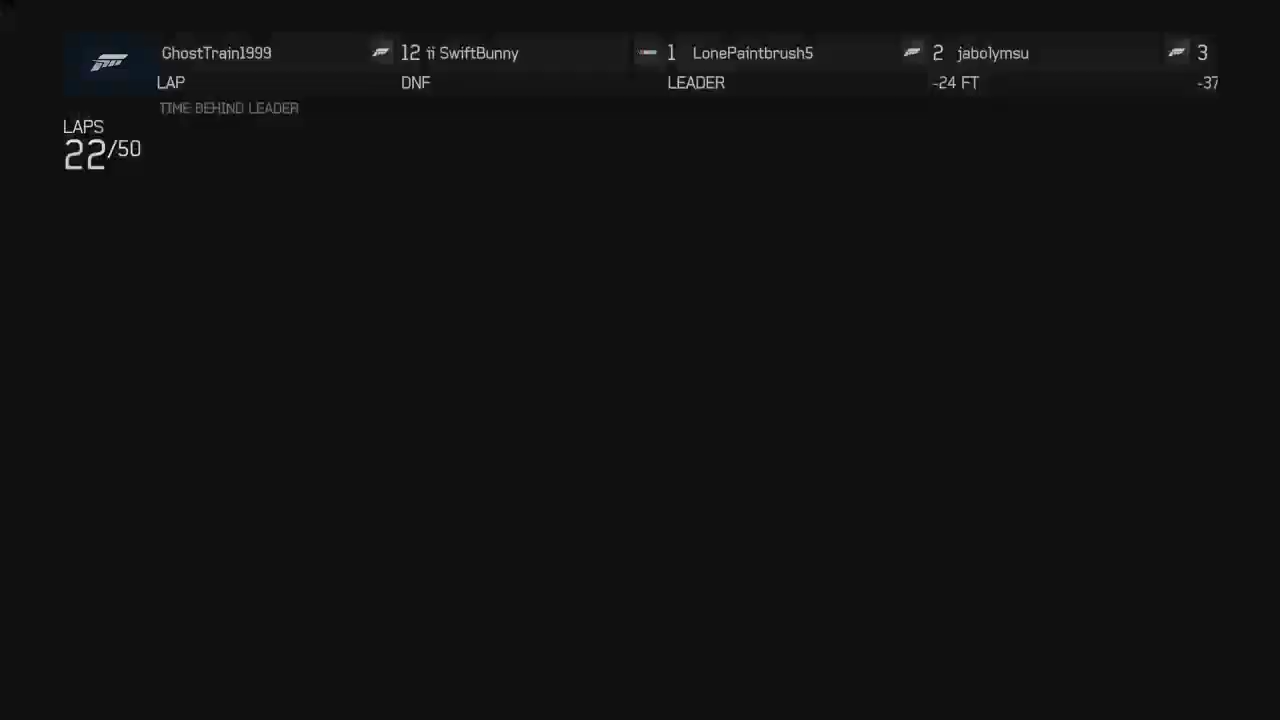 GhostTrain1999 12 ii SwiftBunny 1 LonePaintbrush5 2 jabolymsu 3
LAP DNF LEADER -24 FT -37
TIME BEHIND LEADER
LAPS
22/50